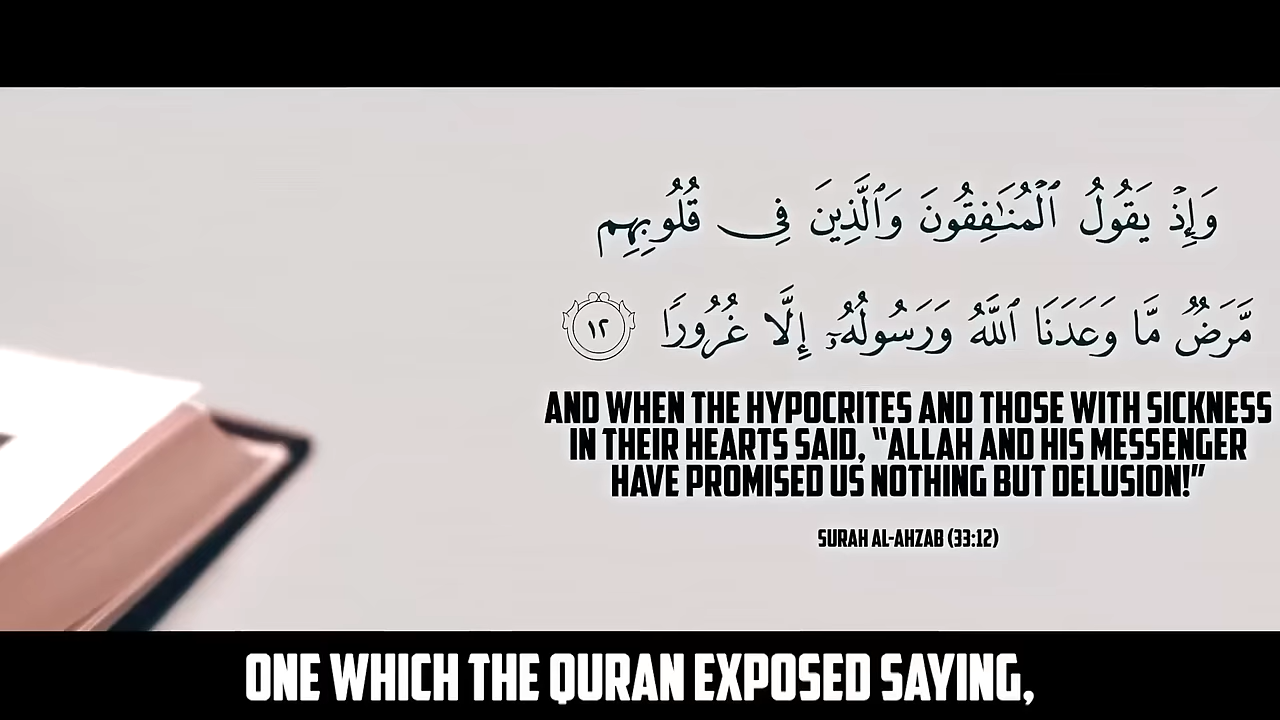 وَإِذۡ يَقُولُ ٱلۡمُنَـٰفِقُونَ وَٱلَّذِينَ فِی قُلُوبِهِم
مَّرَضࣱ مَّا وَعَدَنَا ٱللَّهُ وَرَسُولُهُۥۤ إِلَّا غُرُورࣰا ١٢
AND WHEN THE HYPOCRITES AND THOSE WITH SICKNESS
IN THEIR HEARTS SAID, “ALLAH AND HIS MESSENGER
HAVE PROMISED US NOTHING BUT DELUSION!”
SURAH AL-AHZAB (33:12)
ONE WHICH THE QURAN EXPOSED SAYING,